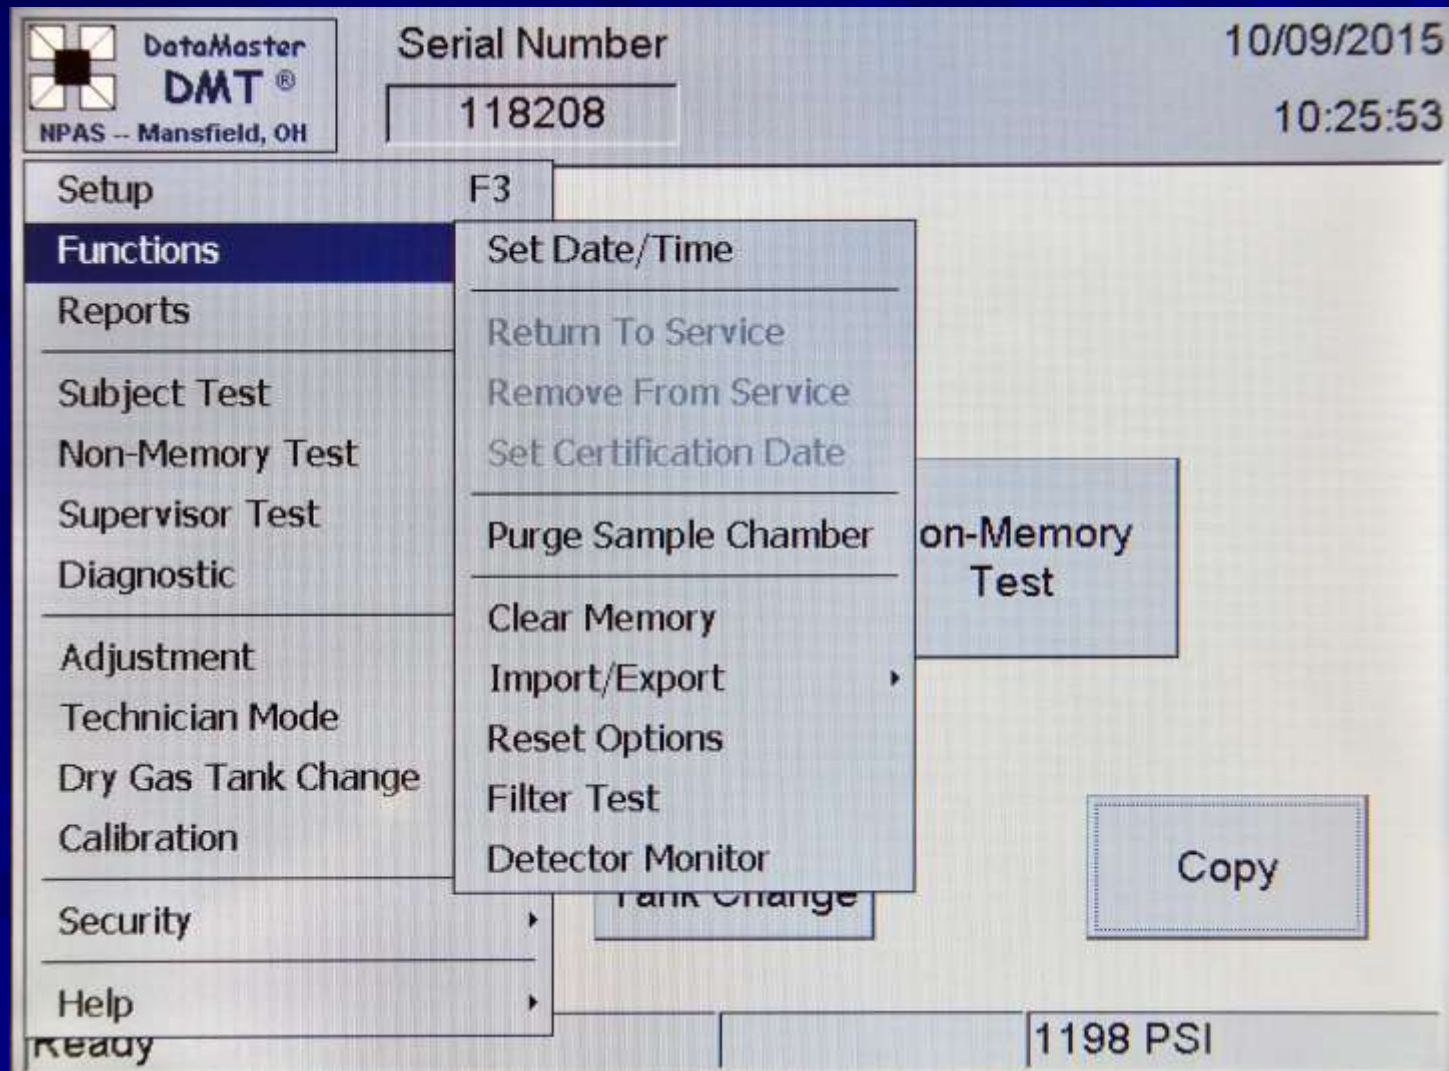 DataMaster
DMT ®
NPAS -- Mansfield, OH
Serial Number
118208
10/09/2015
10:25:53
Setup F3
Functions
Reports
Subject Test
Non-Memory Test
Supervisor Test
Diagnostic
Adjustment
Technician Mode
Dry Gas Tank Change
Calibration
Security
Help
Set Date/Time
Return To Service
Remove From Service
Set Certification Date
Purge Sample Chamber
Clear Memory
Import/Export
Reset Options
Filter Test
Detector Monitor
on-Memory
Test
Tank Change
Copy
Ready
1198 PSI